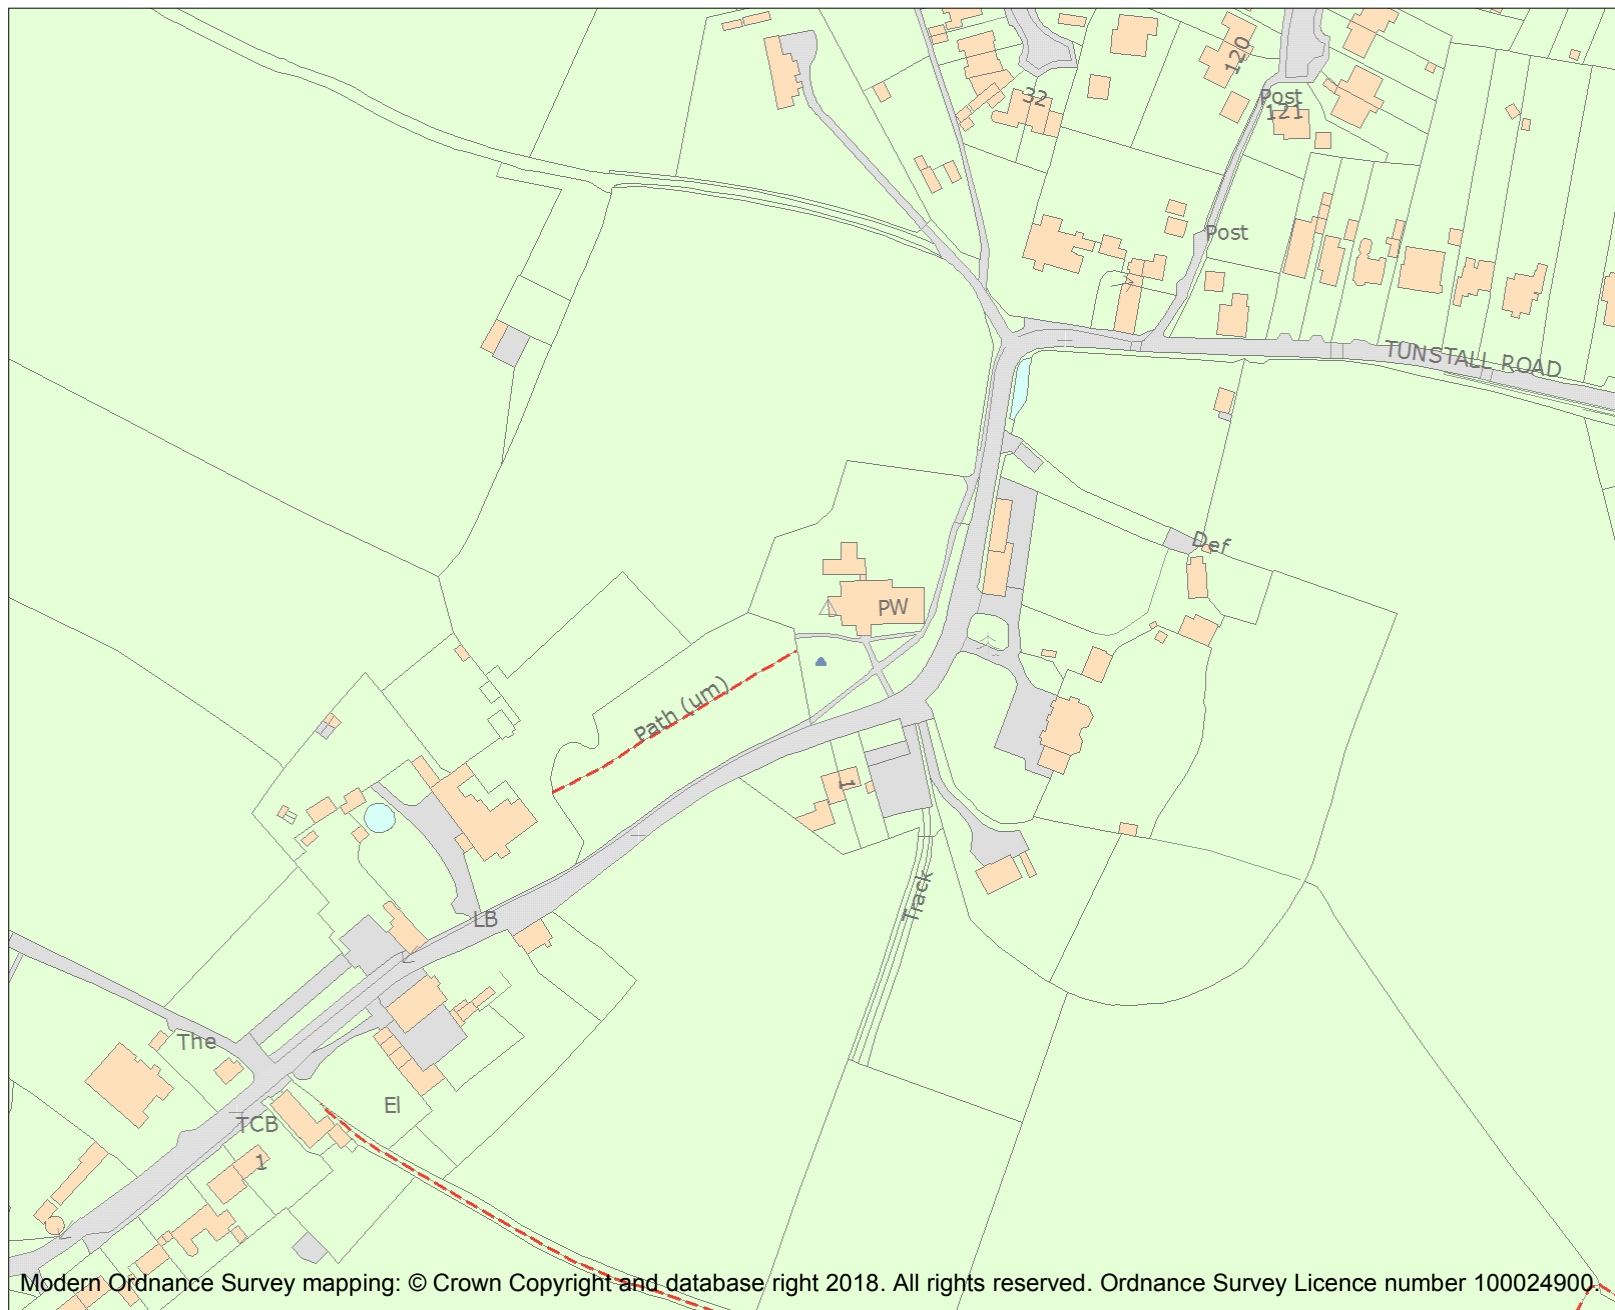 120
32
Post
121
Post
TUNSTALL ROAD
Def
PW
Path (um)
1
Track
LB
The
El
TCB
1
Modern Ordnance Survey mapping: © Crown Copyright and database right 2018. All rights reserved. Ordnance Survey Licence number 100024900.